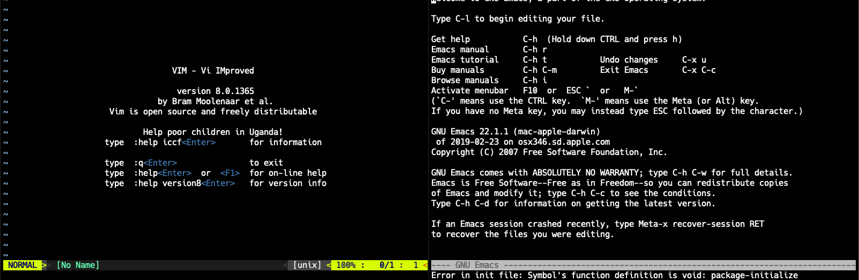 VIM - Vi IMproved
version 8.0.1365
by Bram Moolenaar et al.
Vim is open source and freely distributable
Help poor children in Uganda!
type  :help iccf<Enter>       for information
type  :q<Enter>               to exit
type  :help<Enter>  or  <F1>  for on-line help
type  :help version8<Enter>   for version info
NORMAL > [No Name] < [unix] < 100% :   0/1 :  1 <
to GNU Emacs, a part of the GNU operating system.
Type C-l to begin editing your file.
Get help           C-h  (Hold down CTRL and press h)
Emacs manual       C-h r
Emacs tutorial     C-h t           Undo changes     C-x u
Buy manuals        C-h C-m         Exit Emacs       C-x C-c
Browse manuals     C-h i
Activate menubar   F10  or  ESC `  or   M-`
(`C-' means use the CTRL key.  `M-' means use the Meta (or Alt) key.
If you have no Meta key, you may instead type ESC followed by the character.)
GNU Emacs 22.1.1 (mac-apple-darwin)
 of 2019-02-23 on osx346.sd.apple.com
Copyright (C) 2007 Free Software Foundation, Inc.
GNU Emacs comes with ABSOLUTELY NO WARRANTY; type C-h C-w for full details.
Emacs is Free Software--Free as in Freedom--so you can redistribute copies
of Emacs and modify it; type C-h C-c to see the conditions.
Type C-h C-d for information on getting the latest version.
If an Emacs session crashed recently, type Meta-x recover-session RET
to recover the files you were editing.
---- GNU Emacs
Error in init file: Symbol's function definition is void: package-initialize